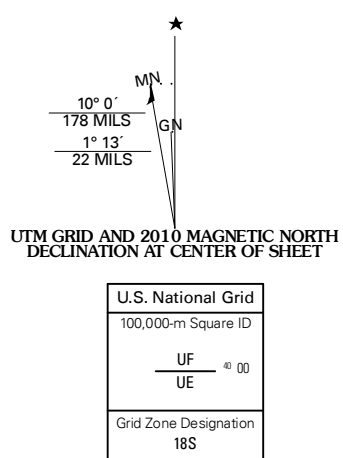 ★
MN
10° 0´
178 MILS
GN
1° 13´
22 MILS
UTM GRID AND 2010 MAGNETIC NORTH
DECLINATION AT CENTER OF SHEET
U.S. National Grid
100,000-m Square ID
UF
40 00
UE
Grid Zone Designation
18S